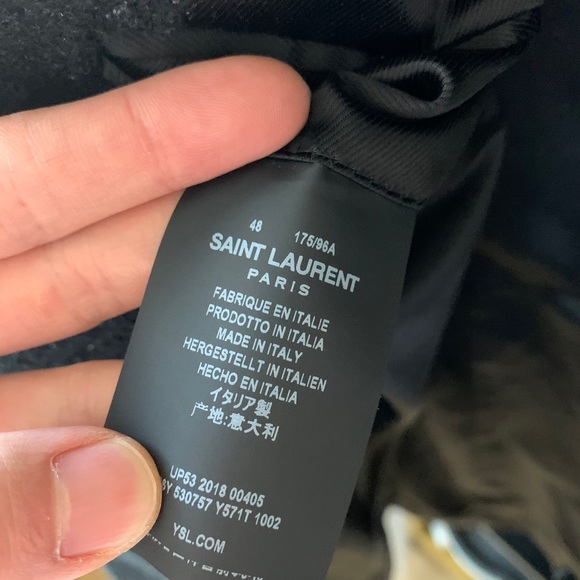 48 175/96A
SAINT LAURENT
PARIS
FABRIQUE EN ITALIE
PRODOTTO IN ITALIA
MADE IN ITALY
HERGESTELLT IN ITALIEN
HECHO EN ITALIA
イタリア製
产地:意大利
UP53 2018 00405
530757 Y571T 1002
YSL.COM